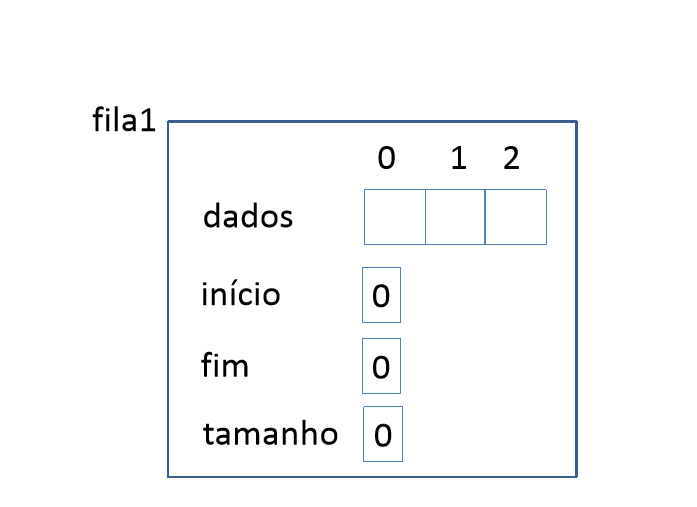 fila1
0 1 2
dados
início 0
fim 0
tamanho 0